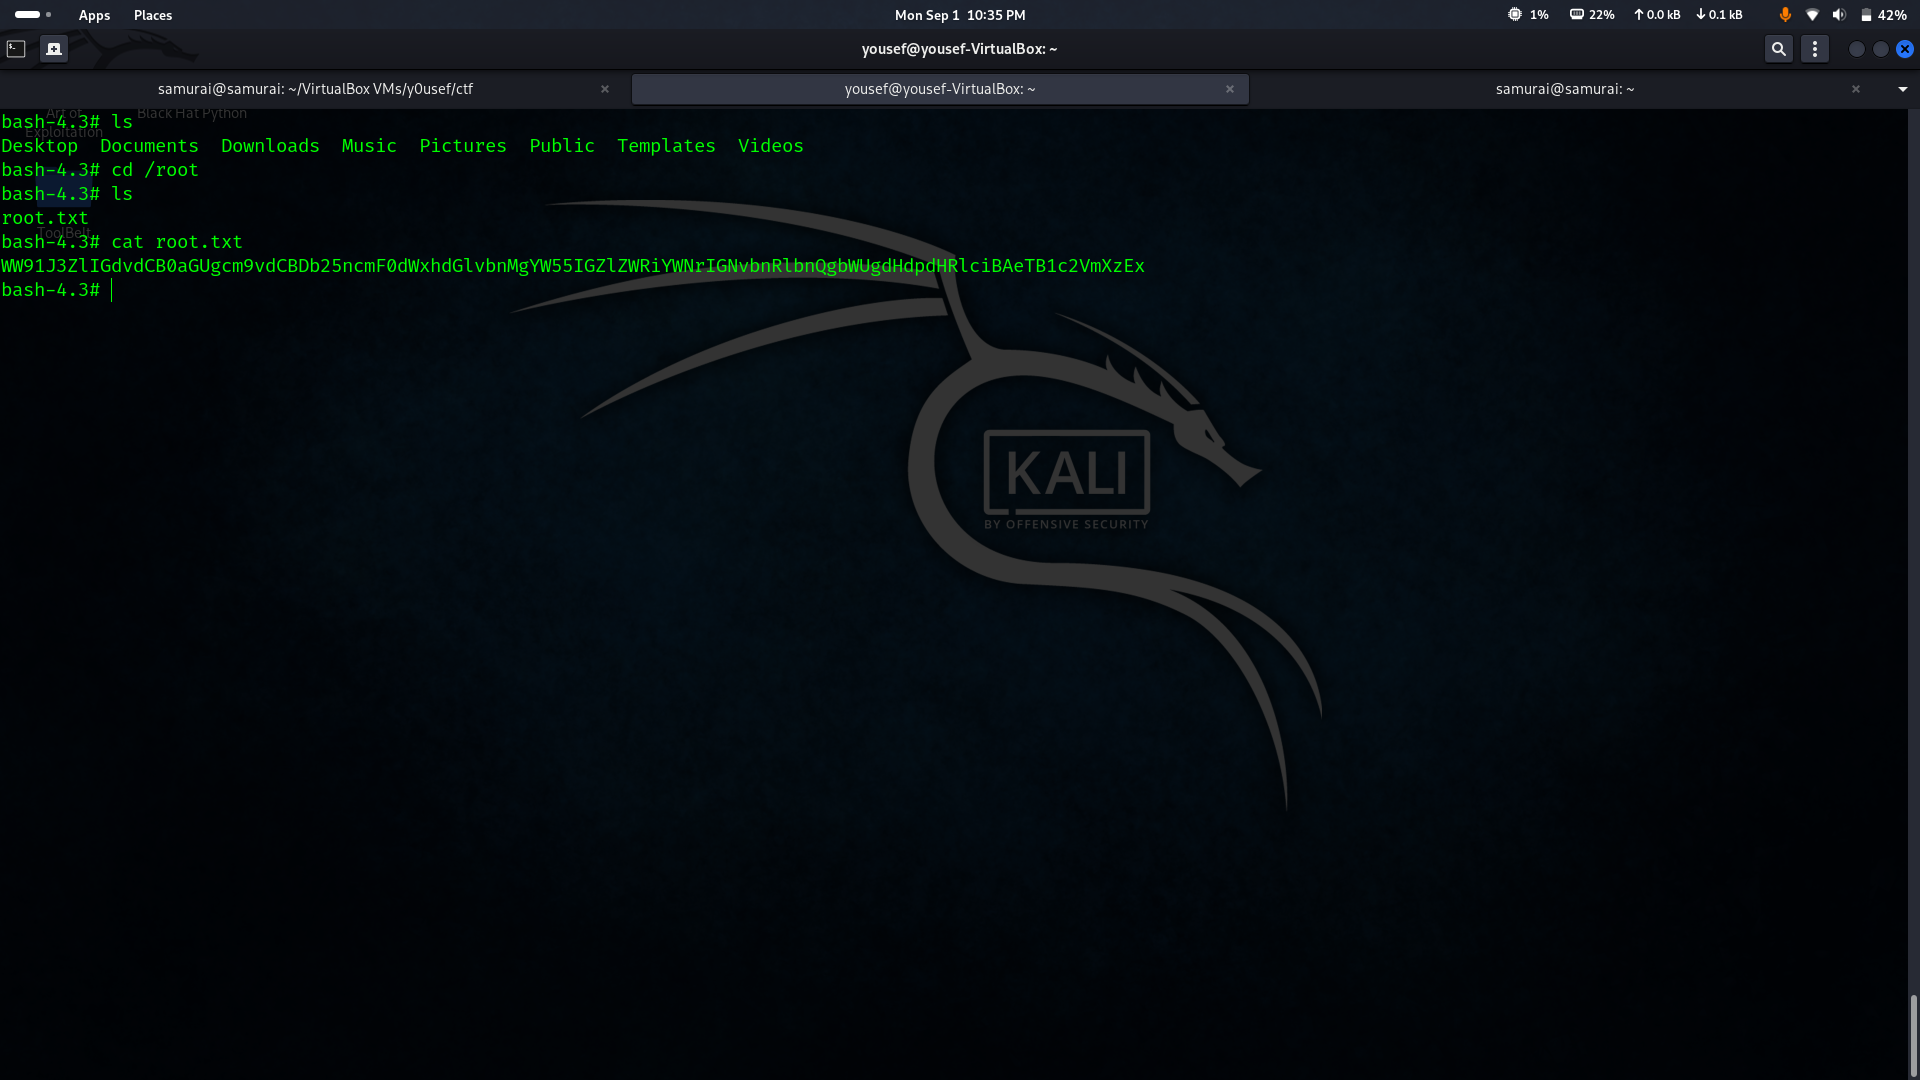 Apps Places Mon Sep 1 10:35 PM 1% 22% 0.0 kB 0.1 kB 42%
yousef@yousef-VirtualBox: ~
samurai@samurai: ~/VirtualBox VMs/y0usef/ctf yousef@yousef-VirtualBox: ~ samurai@samurai: ~
Art of Black Hat Python
bash-4.3# ls
Exploitation
Desktop Documents Downloads Music Pictures Public Templates Videos
bash-4.3# cd /root
bash-4.3# ls
root.txt
ToolBelt
bash-4.3# cat root.txt
WW91J3ZlIGdvdCB0aGUgcm9vdCBDb25ncmF0dWxhdGlvbnMgYW55IGZlZWRiYWNrIGNvbnRlbnQgbWUgdHdpdHRlciBAeTB1c2VmXzEx
bash-4.3#
KALI
BY OFFENSIVE SECURITY